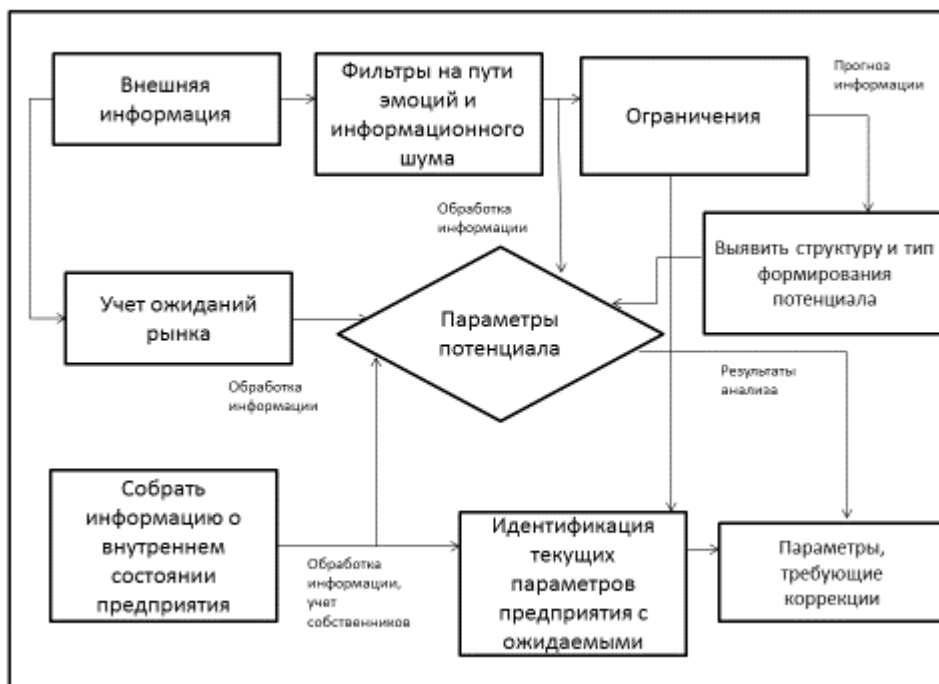 Внешняя
информация
Фильтры на пути
эмоций и
информационного
шума
Ограничения
Прогноз
информации
Обработка
информации
Выявить структуру и тип
формирования
потенциала
Учет ожиданий
рынка
Параметры
потенциала
Обработка
информации
Результаты
анализа
Собрать
информацию о
внутреннем
состоянии
предприятия
Обработка
информации,
учет
собственников
Идентификация
текущих
параметров
предприятия с
ожидаемыми
Параметры,
требующие
коррекции